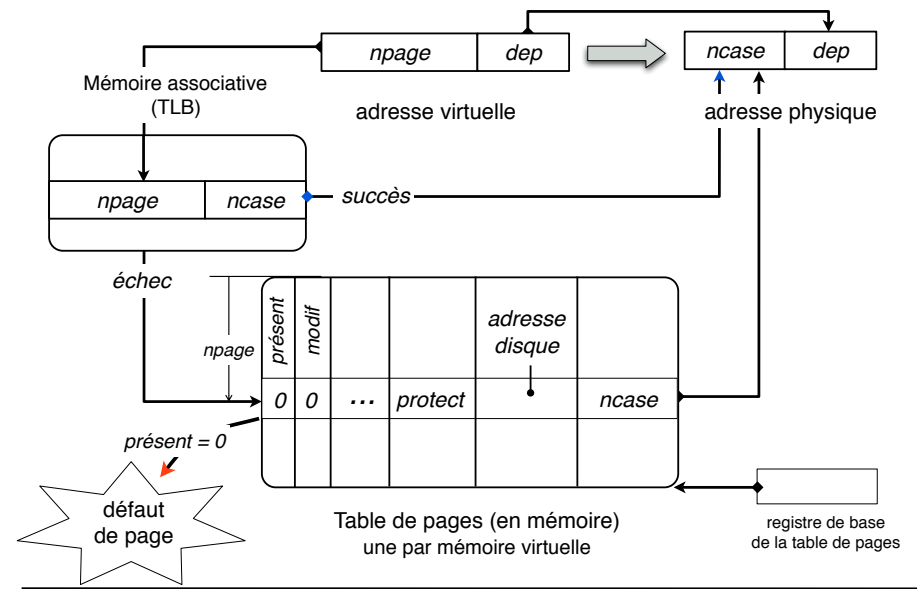 npage dep
ncase dep
Mémoire associative
(TLB)
adresse virtuelle
adresse physique
npage ncase
succès
échec
npage
présent
modif
adresse
disque
0 0 ... protect ncase
présent = 0
défaut
de page
Table de pages (en mémoire)
une par mémoire virtuelle
registre de base
de la table de pages